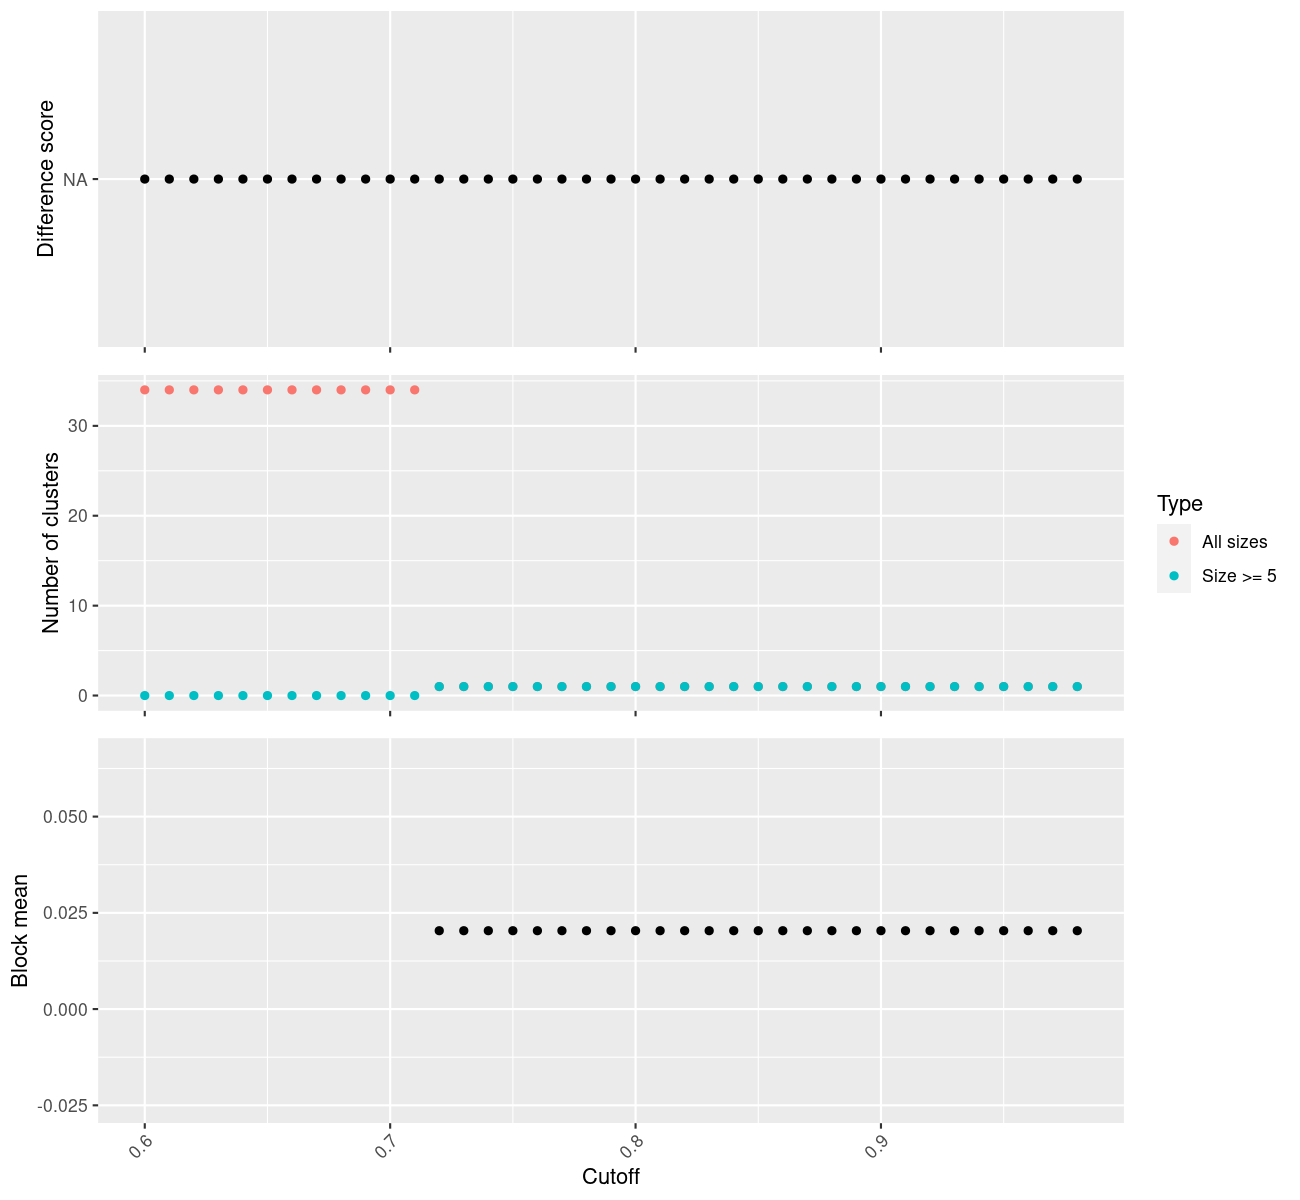 Difference score
NA
Number of clusters
30
20
10
0
Type
All sizes
Size >= 5
Block mean
0.050
0.025
0.000
-0.025
0.6
0.7
0.8
0.9
Cutoff